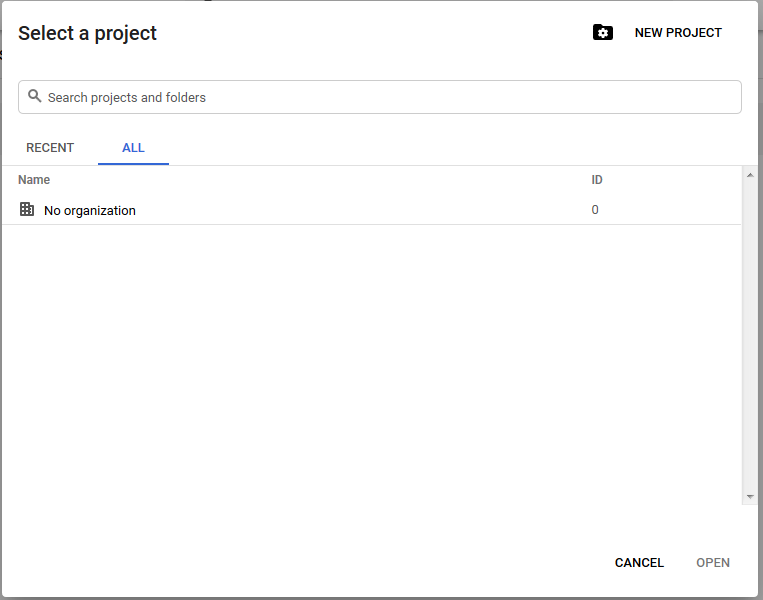 Select a project
NEW PROJECT
Search projects and folders
RECENT
ALL
Name
ID
No organization
0
CANCEL
OPEN